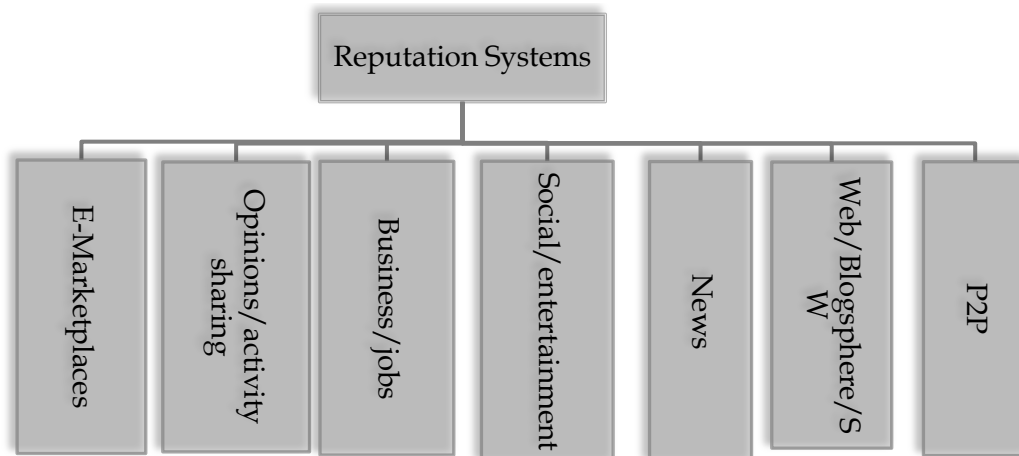 Reputation Systems
E-Marketplaces
Opinions/activity
sharing
Business/jobs
Social/entertainment
News
Web/Blogsphere/S
W
P2P